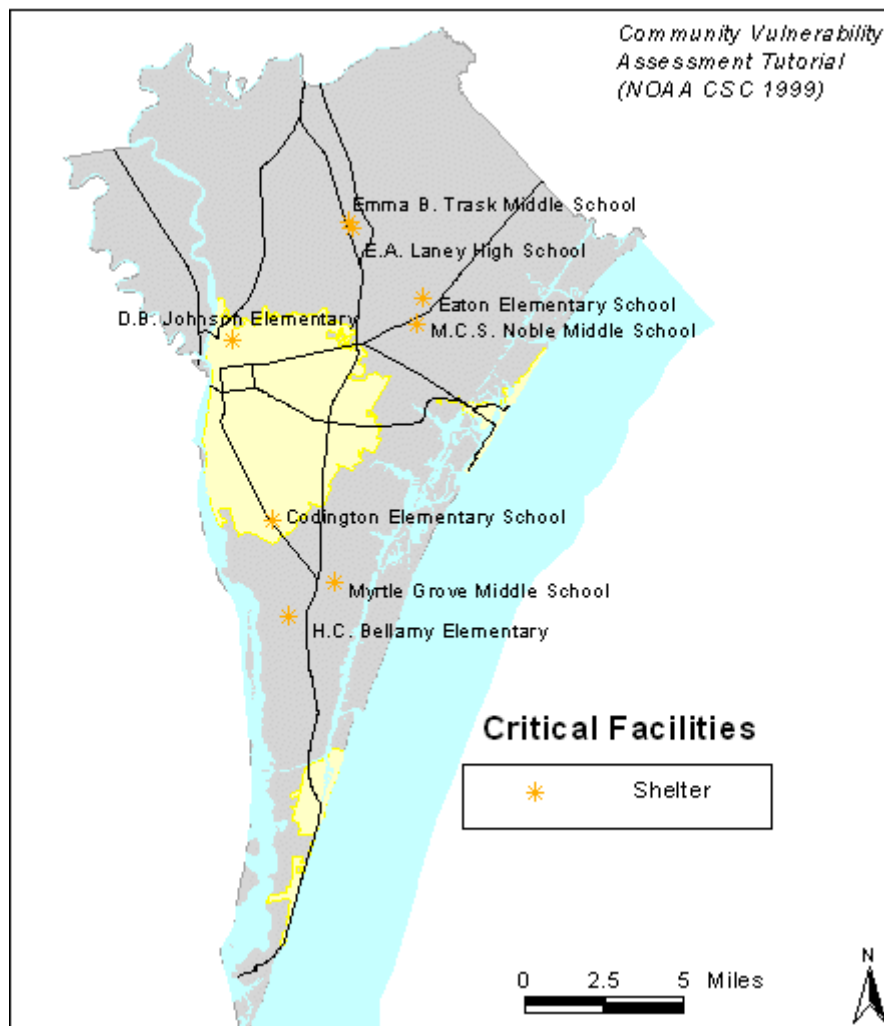 Community Vulnerability
Assessment Tutorial
(NOAA CSC 1999)
Emma B. Trask Middle School
E.A. Laney High School
Eaton Elementary School
D.B. Johnson Elementary
M.C.S. Noble Middle School
Codington Elementary School
Myrtle Grove Middle School
H.C. Bellamy Elementary
Critical Facilities
Shelter
0 2.5 5 Miles
N